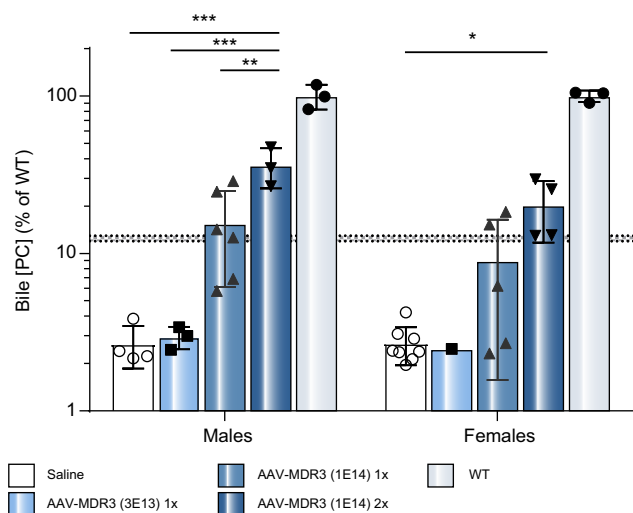 ***
***
**
*
Bile [PC] (% of WT)
100
10
1
Males
Females
Saline
AAV-MDR3 (1E14) 1x
WT
AAV-MDR3 (3E13) 1x
AAV-MDR3 (1E14) 2x